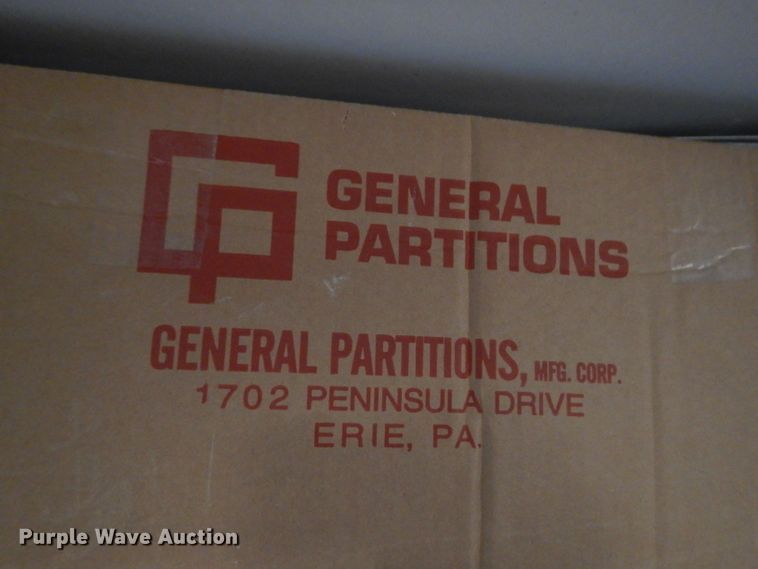 GENERAL
PARTITIONS
GENERAL PARTITIONS, MFG. CORP.
1702 PENINSULA DRIVE
ERIE, PA.
Purple Wave Auction